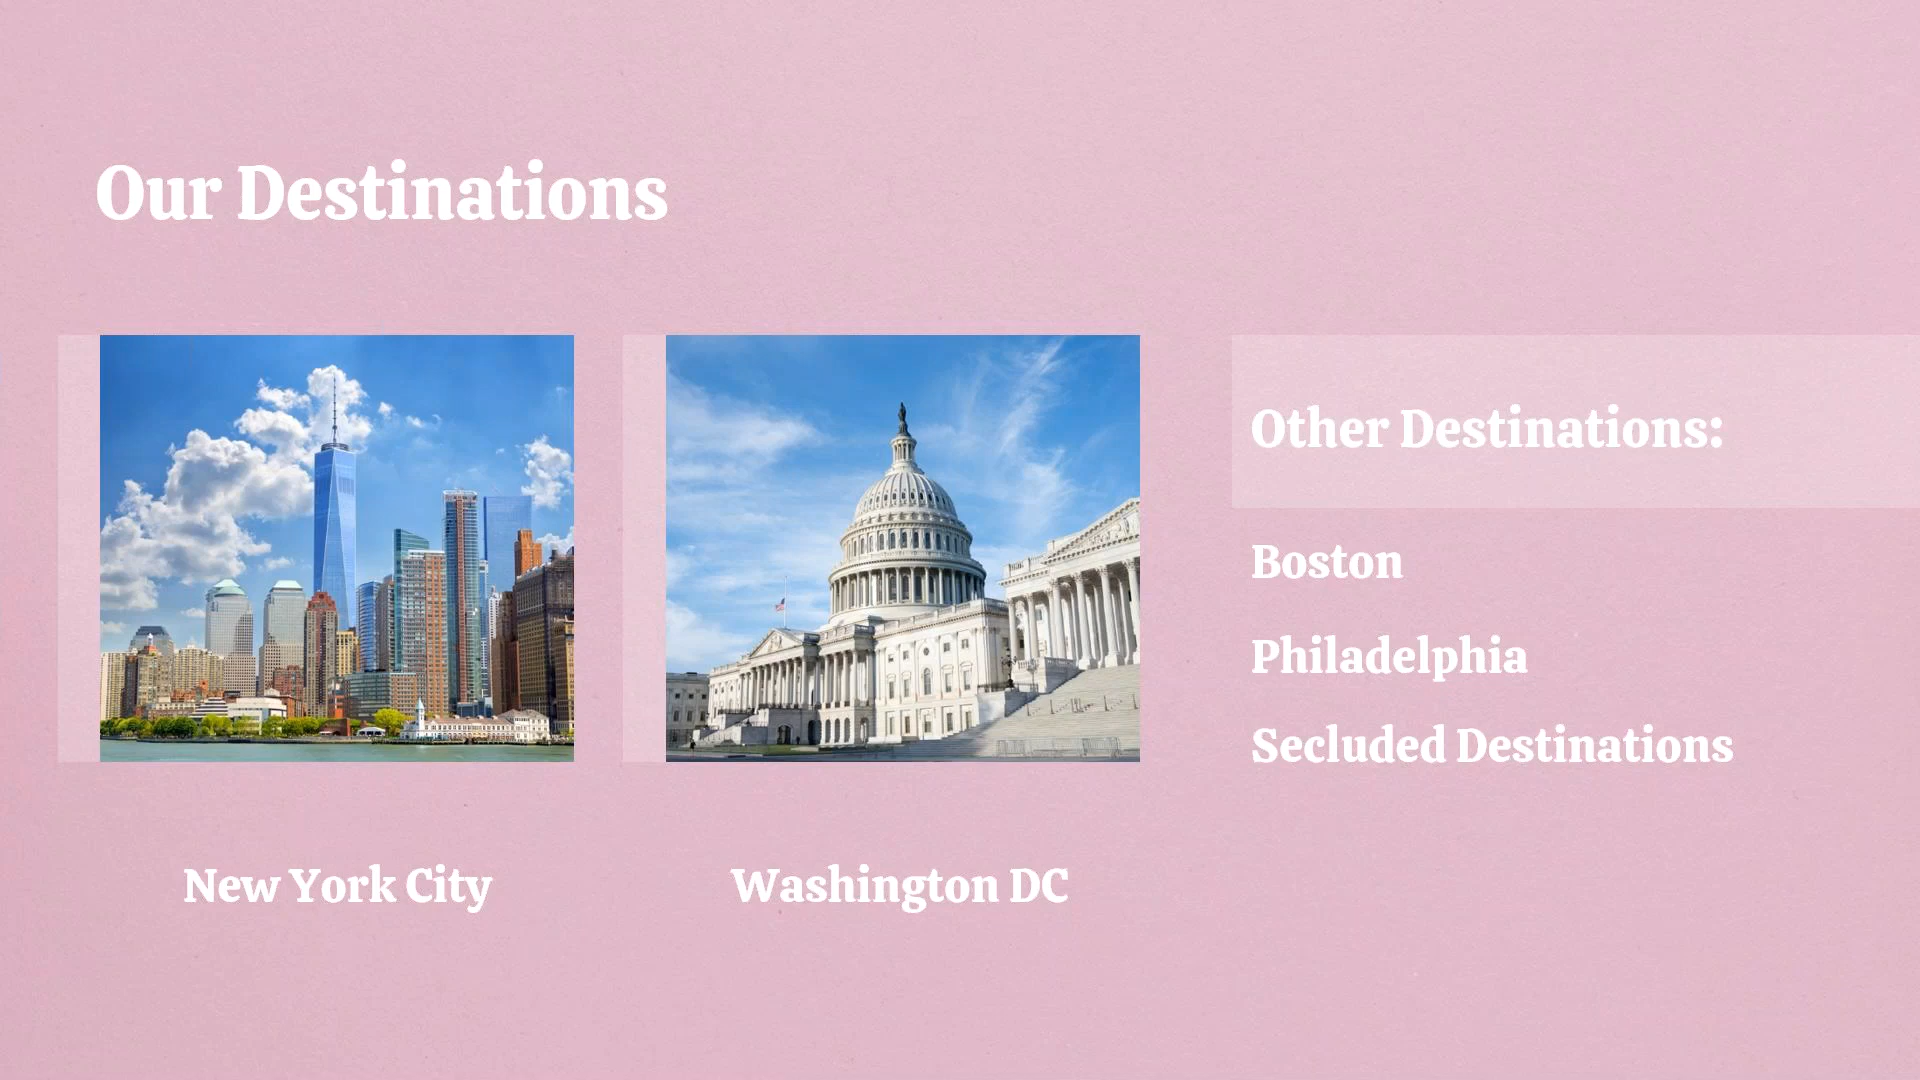 Our Destinations
New York City
Washington DC
Other Destinations:
Boston
Philadelphia
Secluded Destinations